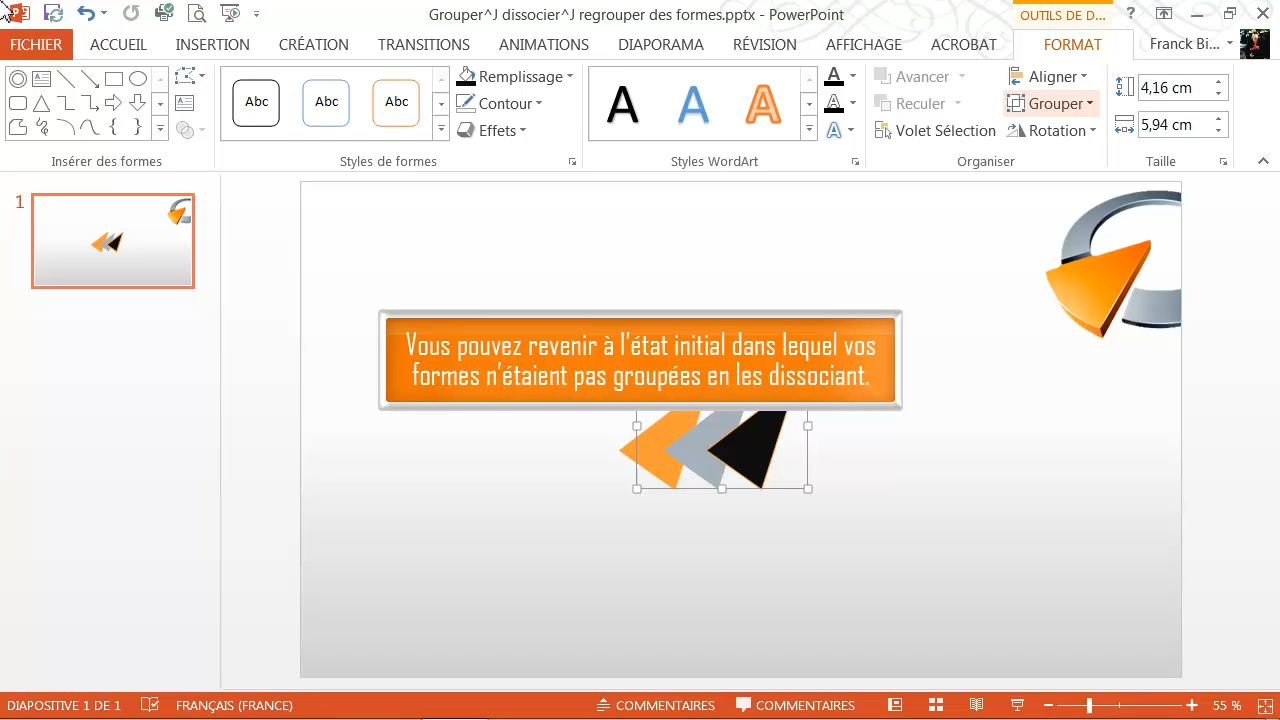 Grouper^J dissocier^J regrouper des formes.pptx - PowerPoint
OUTILS DE D...
?
FICHIER
ACCUEIL
INSERTION
CRÉATION
TRANSITIONS
ANIMATIONS
DIAPORAMA
RÉVISION
AFFICHAGE
ACROBAT
FORMAT
Franck Bi...
Abc
Abc
Abc
Remplissage
Contour
Effets
A
A
A
A
A
A
Avancer
Reculer
Volet Sélection
Aligner
Grouper
Rotation
4,16 cm
5,94 cm
Insérer des formes
Styles de formes
Styles WordArt
Organiser
Taille
1
Vous pouvez revenir à l'état initial dans lequel vos
formes n'étaient pas groupées en les dissociant.
DIAPOSITIVE 1 DE 1
FRANÇAIS (FRANCE)
COMMENTAIRES
COMMENTAIRES
55 %